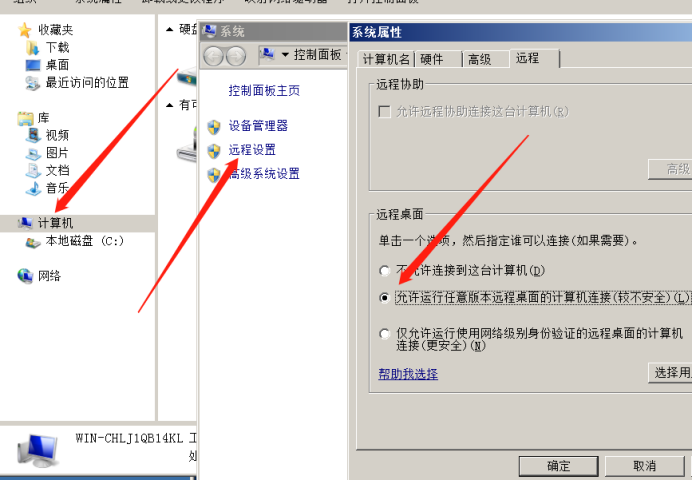 收藏夹
下载
桌面
最近访问的位置
库
视频
图片
文档
音乐
计算机
本地磁盘 (C:)
网络
WIN-CHLJ1QB14KL
系统
控制面板
控制面板主页
设备管理器
远程设置
高级系统设置
系统属性
计算机名
硬件
高级
远程
远程协助
允许远程协助连接这台计算机(R)
高级
远程桌面
单击一个选项，然后指定谁可以连接(如果需要)。
不允许连接到这台计算机(D)
允许运行任意版本远程桌面的计算机连接(较不安全)(L)
仅允许运行使用网络级别身份验证的远程桌面的计算机
连接(更安全)(N)
帮助我选择
选择用
确定
取消